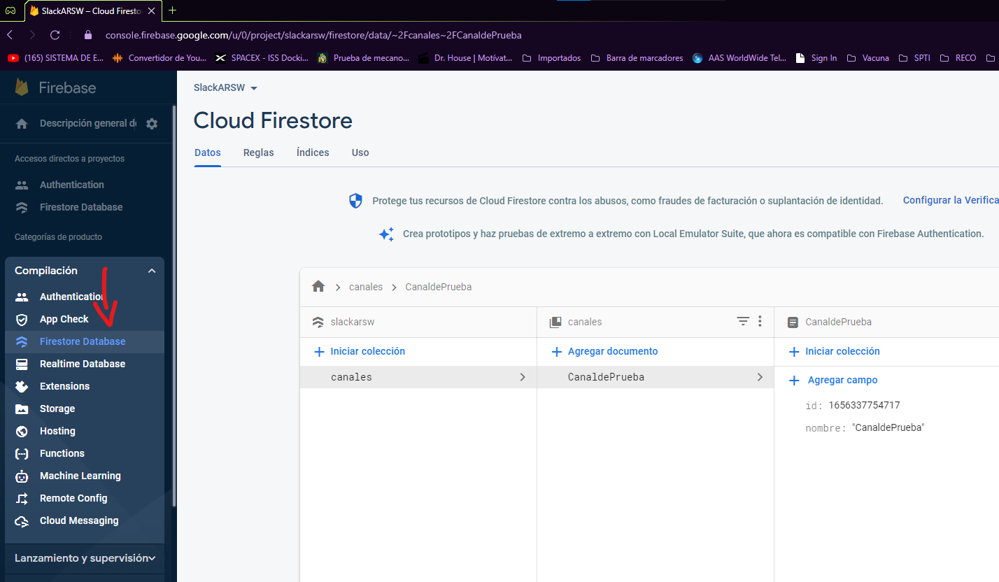 SlackARSW – Cloud Firesto
console.firebase.google.com/u/0/project/slackarsw/firestore/data/~2Fcanales~2FCanaldePrueba
(165) SISTEMA DE E... Convertidor de You... SPACEX - ISS Docki... Prueba de mecano... Dr. House | Motívat... Importados Barra de marcadores AAS WorldWide Tel... Sign In Vacuna SPTI RECO
Firebase
Descripción general d
Accesos directos a proyectos
Authentication
Firestore Database
Categorías de producto
Compilación
Authentication
App Check
Firestore Database
Realtime Database
Extensions
Storage
Hosting
Functions
Machine Learning
Remote Config
Cloud Messaging
Lanzamiento y supervisión
SlackARSW
Cloud Firestore
Datos Reglas Índices Uso
Protege tus recursos de Cloud Firestore contra los abusos, como fraudes de facturación o suplantación de identidad. Configurar la Verifica
Crea prototipos y haz pruebas de extremo a extremo con Local Emulator Suite, que ahora es compatible con Firebase Authentication.
canales CanaldePrueba
slackarsw canales CanaldePrueba
Iniciar colección Agregar documento Iniciar colección
canales CanaldePrueba
Agregar campo
id: 1656337754717
nombre: "CanaldePrueba"